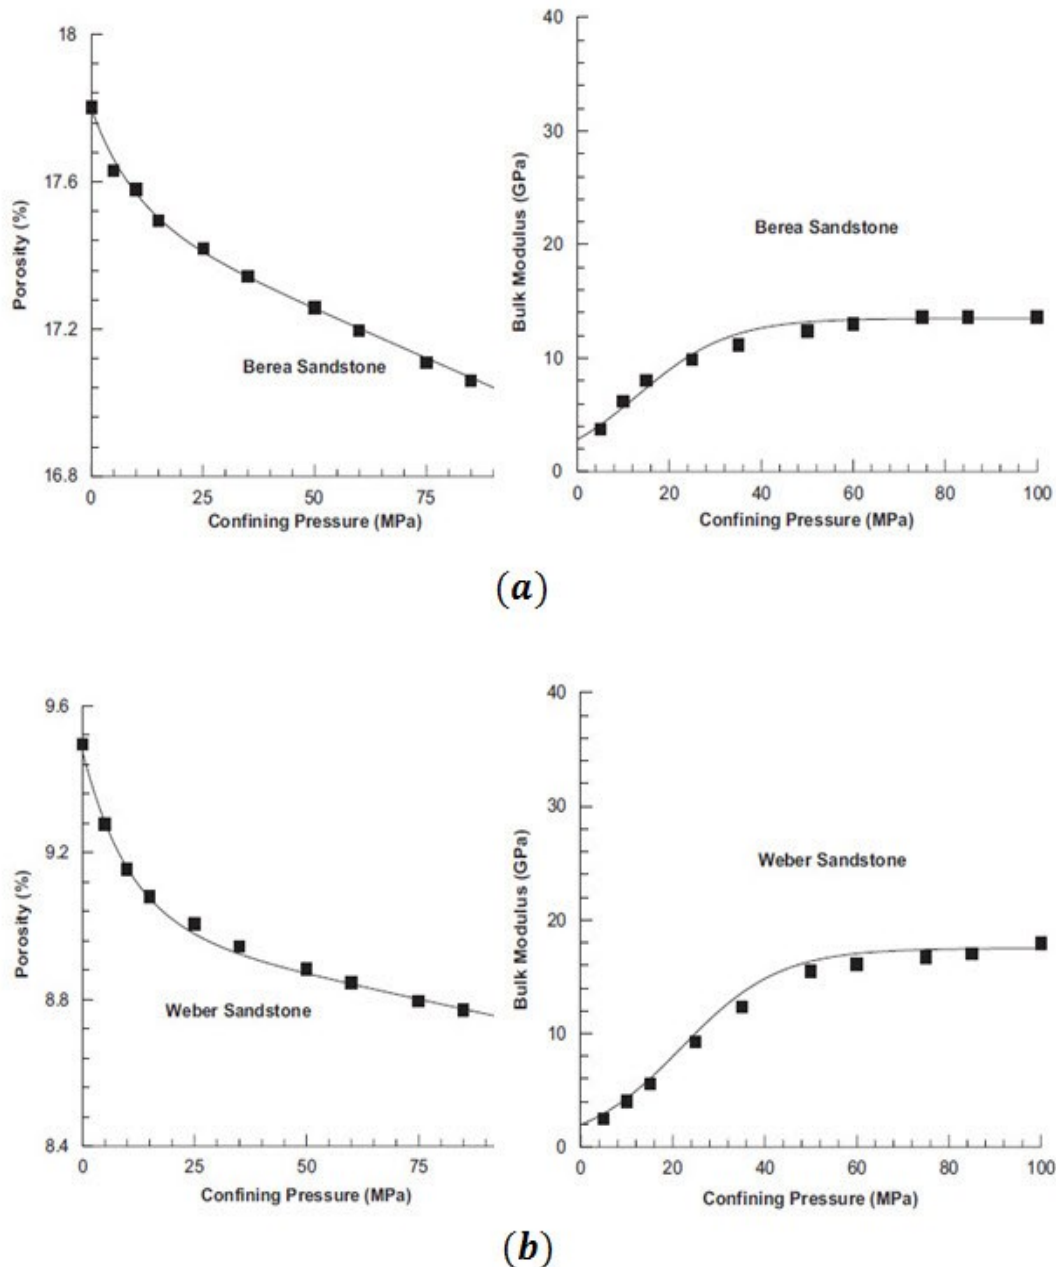 18
17.6
17.2
16.8
Porosity (%)
Berea Sandstone
0 25 50 75
Confining Pressure (MPa)
40
30
20
10
0
Bulk Modulus (GPa)
Berea Sandstone
0 20 40 60 80 100
Confining Pressure (MPa)
(a)
9.6
9.2
8.8
8.4
Porosity (%)
Weber Sandstone
0 25 50 75
Confining Pressure (MPa)
40
30
20
10
0
Bulk Modulus (GPa)
Weber Sandstone
0 20 40 60 80 100
Confining Pressure (MPa)
(b)